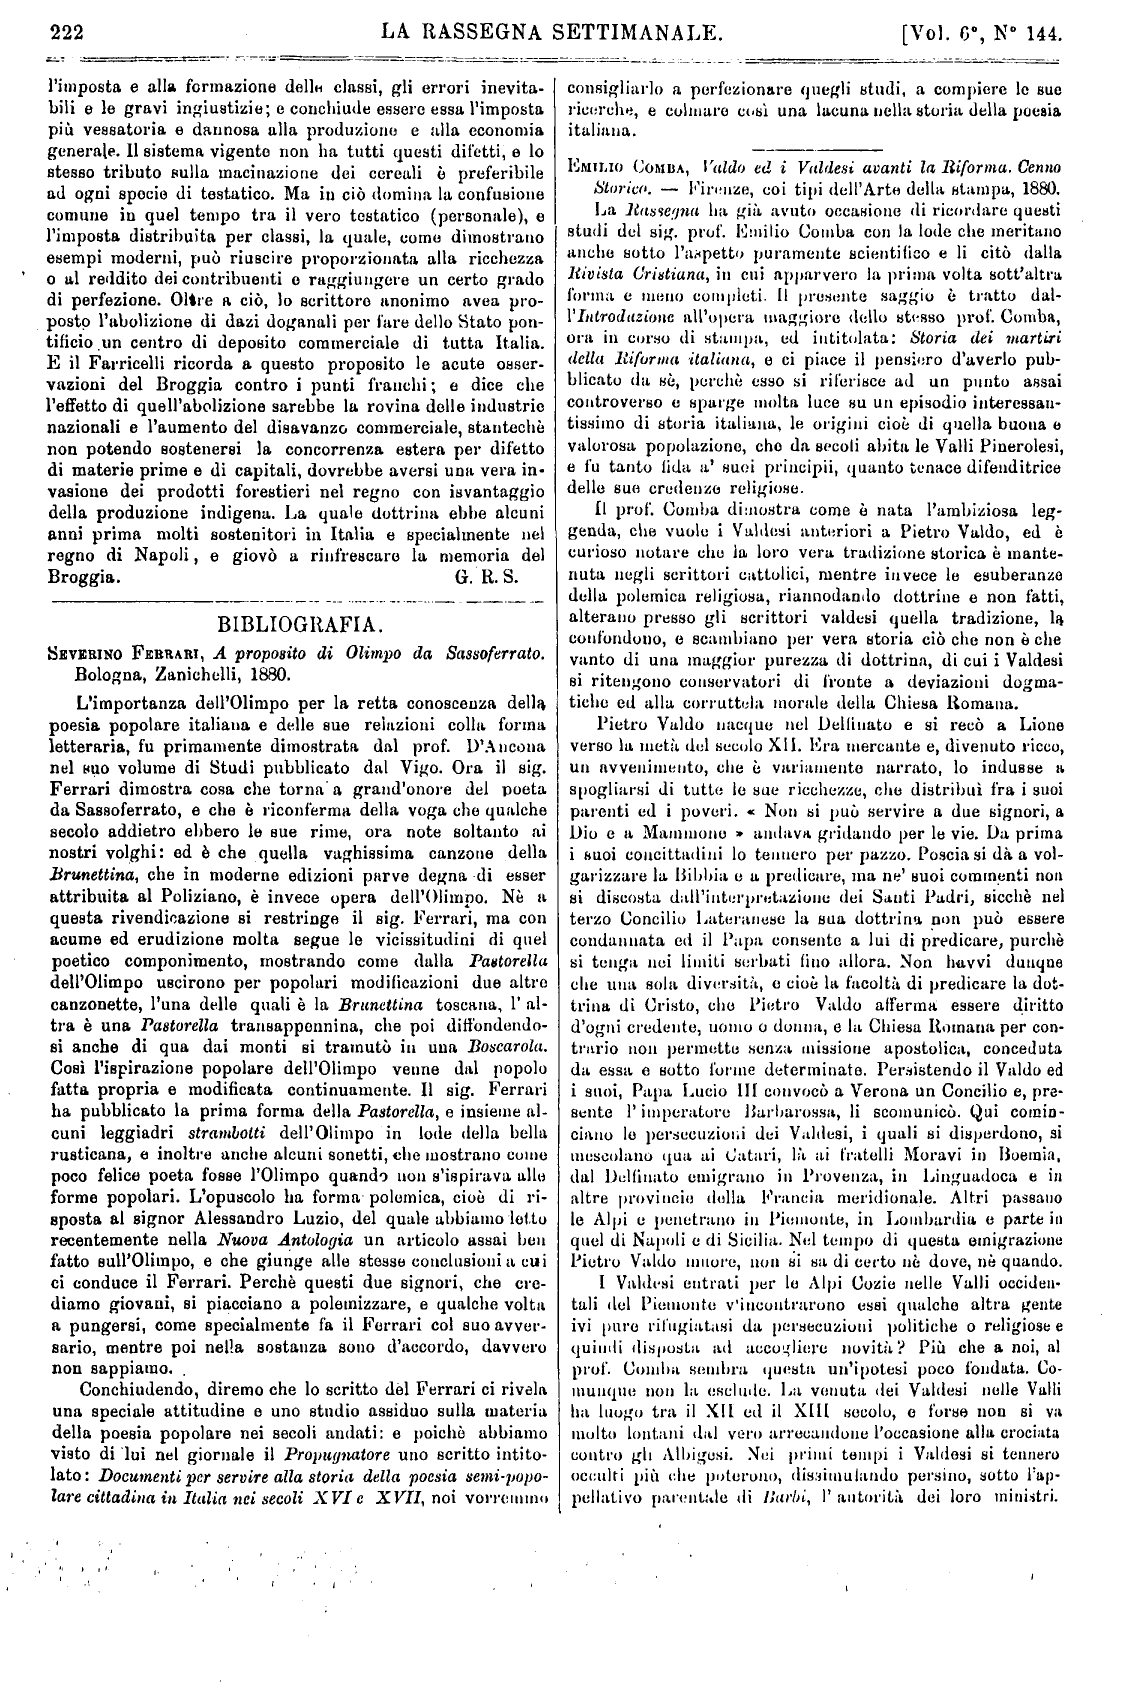 222 LA RASSEGNA SETTIMANALE. [Vol. 6°, N° 144.
l'imposta e alla formazione delle classi, gli errori inevita-
bili e le gravi ingiustizie; e conchiude essere essa l'imposta
più vessatoria e dannosa alla produzione e alla economia
generale. Il sistema vigente non ha tutti questi difetti, e lo
stesso tributo sulla macinazione dei cereali è preferibile
ad ogni specie di testatico. Ma in ciò domina la confusione
comune in quel tempo tra il vero testatico (personale), e
l'imposta distribuita per classi, la quale, come dimostrano
esempi moderni, può riuscire proporzionata alla ricchezza
o al reddito dei contribuenti e raggiungere un certo grado
di perfezione. Oltre a ciò, lo scrittore anonimo avea pro-
posto l'abolizione di dazi doganali per fare dello Stato pon-
tificio un centro di deposito commerciale di tutta Italia.
E il Farricelli ricorda a questo proposito le acute osser-
vazioni del Broggia contro i punti franchi; e dice che
l'effetto di quell'abolizione sarebbe la rovina delle industrie
nazionali e l'aumento del disavanzo commerciale, stantechè
non potendo sostenersi la concorrenza estera per difetto
di materie prime e di capitali, dovrebbe aversi una vera in-
vasione dei prodotti forestieri nel regno con isvantaggio
della produzione indigena. La quale dottrina ebbe alcuni
anni prima molti sostenitori in Italia e specialmente nel
regno di Napoli, e giovò a rinfrescare la memoria del
Broggia. G. R. S.
BIBLIOGRAFIA.
SEVERINO FERRARI, A proposito di Olimpo da Sassoferrato.
Bologna, Zanichelli, 1880.
L'importanza dell'Olimpo per la retta conoscenza della
poesia popolare italiana e delle sue relazioni colla forma
letteraria, fu primamente dimostrata dal prof. D'Ancona
nel suo volume di Studi pubblicato dal Vigo. Ora il sig.
Ferrari dimostra cosa che torna a grand'onore del poeta
da Sassoferrato, e che è riconferma della voga che qualche
secolo addietro ebbero le sue rime, ora note soltanto ai
nostri volghi: ed è che quella vaghissima canzone della
Brunettina, che in moderne edizioni parve degna di esser
attribuita al Poliziano, è invece opera dell'Olimpo. Nè a
questa rivendicazione si restringe il sig. Ferrari, ma con
acume ed erudizione molta segue le vicissitudini di quel
poetico componimento, mostrando come dalla Pastorella
dell'Olimpo uscirono per popolari modificazioni due altre
canzonette, l'una delle quali è la Brunettina toscana, l'al-
tra è una Pastorella transappennina, che poi diffondendo-
si anche di qua dai monti si tramutò in una Boscarola.
Così l'ispirazione popolare dell'Olimpo venne dal popolo
fatta propria e modificata continuamente. Il sig. Ferrari
ha pubblicato la prima forma della Pastorella, e insieme al-
cuni leggiadri strambotti dell'Olimpo in lode della bella
rusticana, e inoltre anche alcuni sonetti, che mostrano come
poco felice poeta fosse l'Olimpo quando non s'ispirava alle
forme popolari. L'opuscolo ha forma polemica, cioè di ri-
sposta al signor Alessandro Luzio, del quale abbiamo letto
recentemente nella Nuova Antologia un articolo assai ben
fatto sull'Olimpo, e che giunge alle stesse conclusioni a cui
ci conduce il Ferrari. Perchè questi due signori, che cre-
diamo giovani, si piacciano a polemizzare, e qualche volta
a pungersi, come specialmente fa il Ferrari col suo avver-
sario, mentre poi nella sostanza sono d'accordo, davvero
non sappiamo.
Conchiudendo, diremo che lo scritto del Ferrari ci rivela
una speciale attitudine e uno studio assiduo sulla materia
della poesia popolare nei secoli andati: e poichè abbiamo
visto di lui nel giornale il Propugnatore uno scritto intito-
lato: Documenti per servire alla storia della poesia semi-popo-
lare cittadina in Italia nei secoli XVI e XVII, noi vorremmo
consigliarlo a perfezionare quegli studi, a compiere le sue
ricerche, e colmare così una lacuna nella storia della poesia
italiana.
EMILIO COMBA, Valdo ed i Valdesi avanti la Riforma. Cenno
Storico. — Firenze, coi tipi dell'Arte della stampa, 1880.
La Rassegna ha già avuto occasione di ricordare questi
studi del sig. prof. Emilio Comba con la lode che meritano
anche sotto l'aspetto puramente scientifico e li citò dalla
Rivista Cristiana, in cui apparvero la prima volta sott'altra
forma e meno completi. Il presente saggio è tratto dal-
l'Introduzione all'opera maggiore dello stesso prof. Comba,
ora in corso di stampa, ed intitolata: Storia dei martiri
della Riforma italiana, e ci piace il pensiero d'averlo pub-
blicato da sè, perchè esso si riferisce ad un punto assai
controverso e sparge molta luce su un episodio interessan-
tissimo di storia italiana, le origini cioè di quella buona e
valorosa popolazione, che da secoli abita le Valli Pinerolesi,
e fu tanto fida a' suoi principii, quanto tenace difenditrice
delle sue credenze religiose.
Il prof. Comba dimostra come è nata l'ambiziosa leg-
genda, che vuole i Valdesi anteriori a Pietro Valdo, ed è
curioso notare che la loro vera tradizione storica è mante-
nuta negli scrittori cattolici, mentre invece le esuberanze
della polemica religiosa, riannodando dottrine e non fatti,
alterano presso gli scrittori valdesi quella tradizione, la
confondono, e scambiano per vera storia ciò che non è che
vanto di una maggior purezza di dottrina, di cui i Valdesi
si ritengono conservatori di fronte a deviazioni dogma-
tiche ed alla corruttela morale della Chiesa Romana.
Pietro Valdo nacque nel Delfinato e si recò a Lione
verso la metà del secolo XII. Era mercante e, divenuto ricco,
un avvenimento, che è variamente narrato, lo indusse a
spogliarsi di tutte le sue ricchezze, che distribuì fra i suoi
parenti ed i poveri. « Non si può servire a due signori, a
Dio e a Mammone » andava gridando per le vie. Da prima
i suoi concittadini lo tennero per pazzo. Poscia si dà a vol-
garizzare la Bibbia e a predicare, ma ne' suoi commenti non
si discosta dall'interpretazione dei Santi Padri, sicchè nel
terzo Concilio Lateranese la sua dottrina non può essere
condannata ed il Papa consente a lui di predicare, purchè
si tenga nei limiti serbati fino allora. Non havvi dunque
che una sola diversità, e cioè la facoltà di predicare la dot-
trina di Cristo, che Pietro Valdo afferma essere diritto
d'ogni credente, uomo o donna, e la Chiesa Romana per con-
trario non permette senza missione apostolica, conceduta
da essa e sotto forme determinate. Persistendo il Valdo ed
i suoi, Papa Lucio III convocò a Verona un Concilio e, pre-
sente l'imperatore Barbarossa, li scomunicò. Qui comin-
ciano le persecuzioni dei Valdesi, i quali si disperdono, si
mescolano qua ai Catari, là ai fratelli Moravi in Boemia,
dal Delfinato emigrano in Provenza, in Linguadoca e in
altre provincie della Francia meridionale. Altri passano
le Alpi e penetrano in Piemonte, in Lombardia e parte in
quel di Napoli e di Sicilia. Nel tempo di questa emigrazione
Pietro Valdo muore, non si sa di certo nè dove, nè quando.
I Valdesi entrati per le Alpi Cozie nelle Valli occiden-
tali del Piemonte v'incontrarono essi qualche altra gente
ivi pure rifugiatasi da persecuzioni politiche o religiose e
quindi disposta ad accogliere novità? Più che a noi, al
prof. Comba sembra questa un'ipotesi poco fondata. Co-
munque non la esclude. La venuta dei Valdesi nelle Valli
ha luogo tra il XII ed il XIII secolo, e forse non si va
molto lontani dal vero arrecandone l'occasione alla crociata
contro gli Albigesi. Nei primi tempi i Valdesi si tennero
occulti più che poterono, dissimulando persino, sotto l'ap-
pellativo parentale di Barbi, l'autorità dei loro ministri.